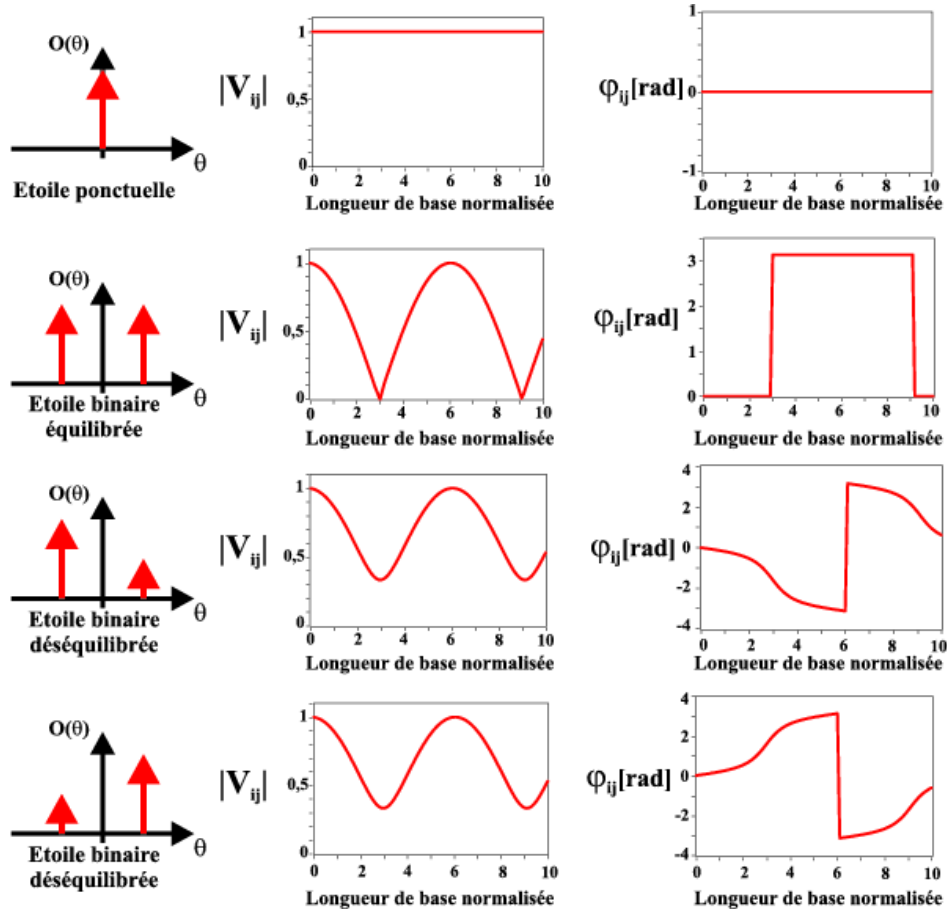 O(θ)
θ
Etoile ponctuelle
|Vij|
1
0,5
0
0 2 4 6 8 10
Longueur de base normalisée
φij[rad]
1
0
-1
0 2 4 6 8 10
Longueur de base normalisée
O(θ)
θ
Etoile binaire
équilibrée
|Vij|
1
0,5
0
0 2 4 6 8 10
Longueur de base normalisée
φij[rad]
3
2
1
0
0 2 4 6 8 10
Longueur de base normalisée
O(θ)
θ
Etoile binaire
déséquilibrée
|Vij|
1
0,5
0
0 2 4 6 8 10
Longueur de base normalisée
φij[rad]
4
2
0
-2
-4
0 2 4 6 8 10
Longueur de base normalisée
O(θ)
θ
Etoile binaire
déséquilibrée
|Vij|
1
0,5
0
0 2 4 6 8 10
Longueur de base normalisée
φij[rad]
4
2
0
-2
-4
0 2 4 6 8 10
Longueur de base normalisée